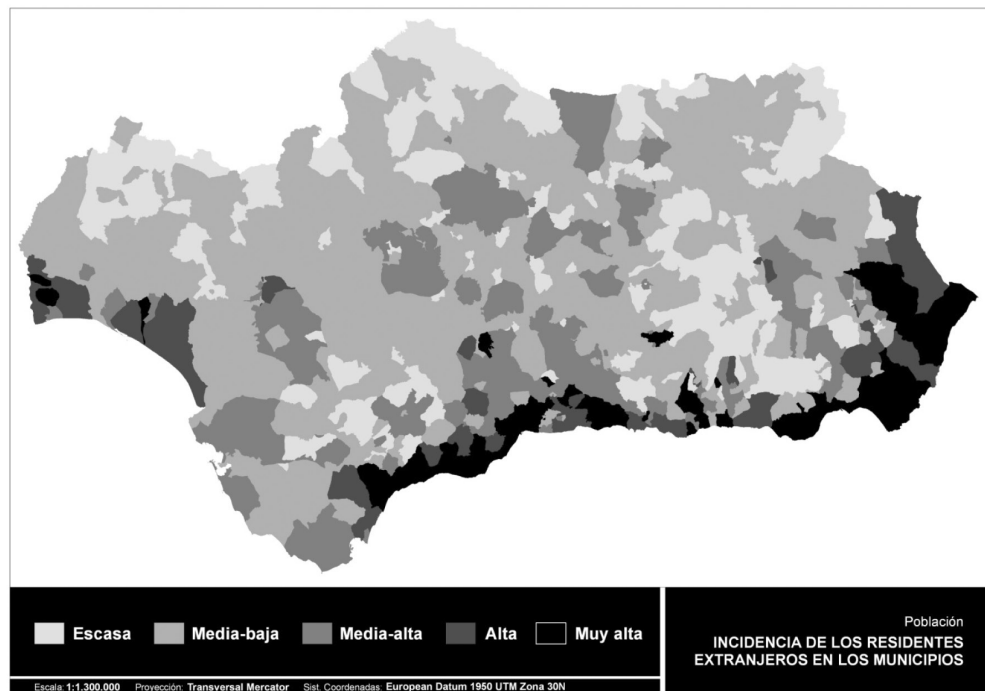 Escasa Media-baja Media-alta Alta Muy alta
Población
INCIDENCIA DE LOS RESIDENTES
EXTRANJEROS EN LOS MUNICIPIOS
Escala: 1:1.300.000 Proyección: Transversal Mercator Sist. Coordenadas: European Datum 1950 UTM Zona 30N